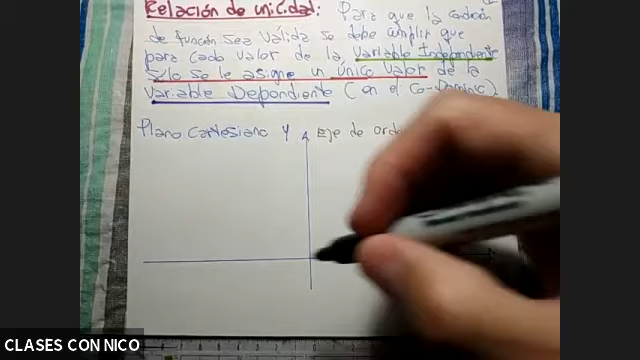 Relación de unicidad: Para que la condición
de función sea válida se debe cumplir que
para cada valor de la Variable Independiente
Sólo se le asigne un único valor de la
Variable Dependiente (en el Co-Dominio)
Plano Cartesiano Y Eje de
CLASES CON NICO